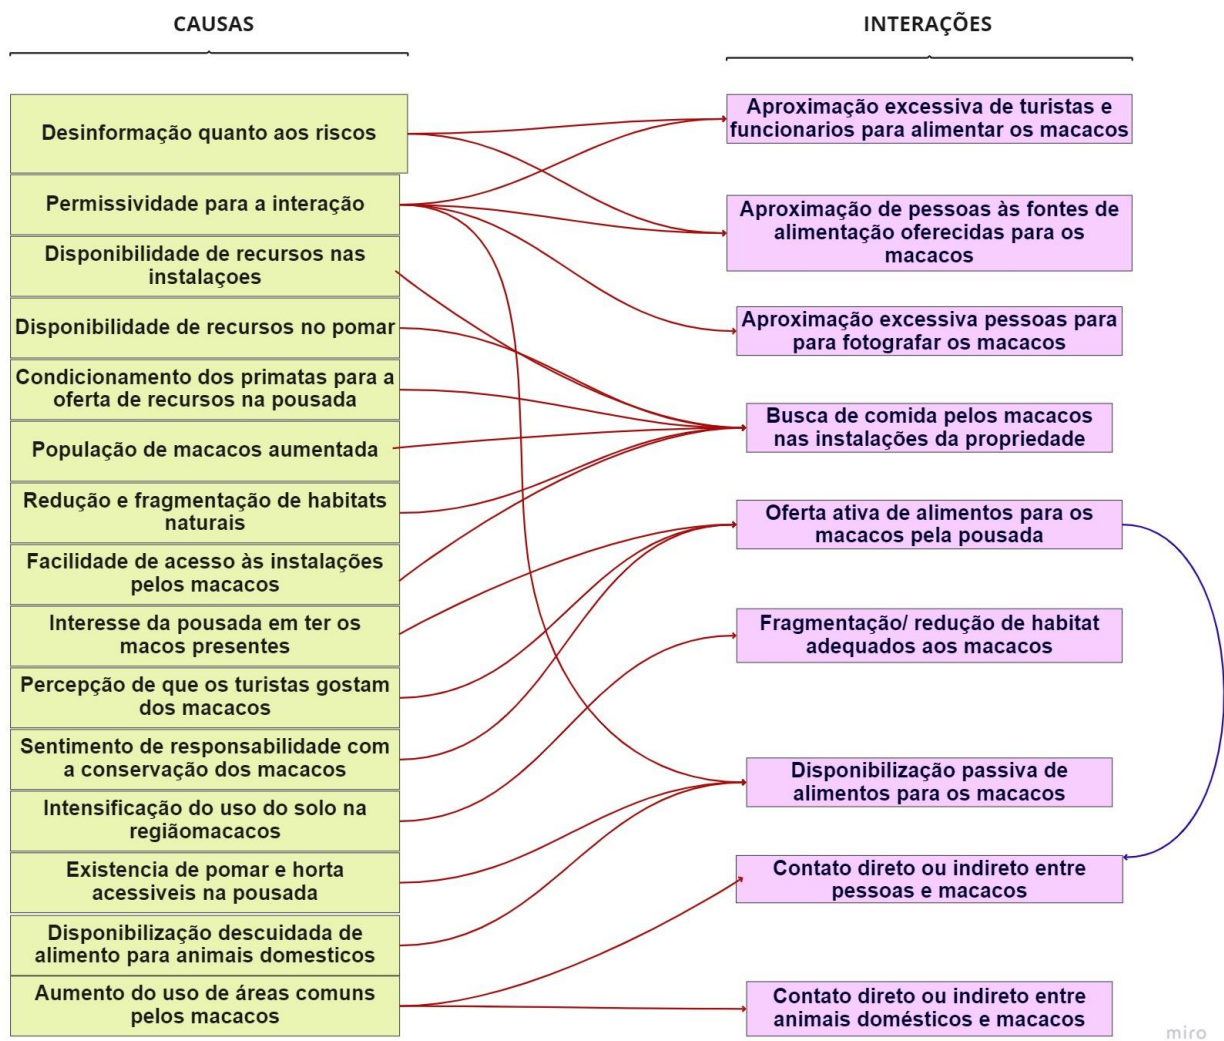 CAUSAS
Desinformação quanto aos riscos
Permissividade para a interação
Disponibilidade de recursos nas
instalaçoes
Disponibilidade de recursos no pomar
Condicionamento dos primatas para a
oferta de recursos na pousada
População de macacos aumentada
Redução e fragmentação de habitats
naturais
Facilidade de acesso às instalações
pelos macacos
Interesse da pousada em ter os
macos presentes
Percepção de que os turistas gostam
dos macacos
Sentimento de responsabilidade com
a conservação dos macacos
Intensificação do uso do solo na
regiãomacacos
Existencia de pomar e horta
acessiveis na pousada
Disponibilização descuidada de
alimento para animais domesticos
Aumento do uso de áreas comuns
pelos macacos
INTERAÇÕES
Aproximação excessiva de turistas e
funcionarios para alimentar os macacos
Aproximação de pessoas às fontes de
alimentação oferecidas para os
macacos
Aproximação excessiva pessoas para
para fotografar os macacos
Busca de comida pelos macacos
nas instalações da propriedade
Oferta ativa de alimentos para os
macacos pela pousada
Fragmentação/ redução de habitat
adequados aos macacos
Disponibilização passiva de
alimentos para os macacos
Contato direto ou indireto entre
pessoas e macacos
Contato direto ou indireto entre
animais domésticos e macacos
miro